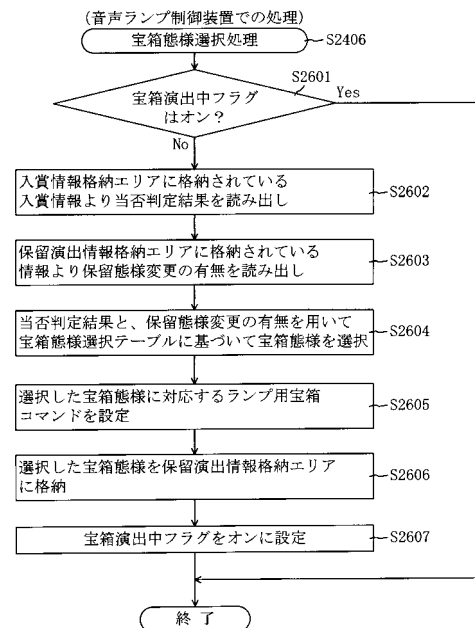 (音声ランプ制御装置での処理)
宝箱態様選択処理
S2406
S2601
宝箱演出中フラグ
はオン?
Yes
No
入賞情報格納エリアに格納されている
入賞情報より当否判定結果を読み出し
S2602
保留演出情報格納エリアに格納されている
情報より保留態様変更の有無を読み出し
S2603
当否判定結果と、保留態様変更の有無を用いて
宝箱態様選択テーブルに基づいて宝箱態様を選択
S2604
選択した宝箱態様に対応するランプ用宝箱
コマンドを設定
S2605
選択した宝箱態様を保留演出情報格納エリア
に格納
S2606
宝箱演出中フラグをオンに設定
S2607
終了